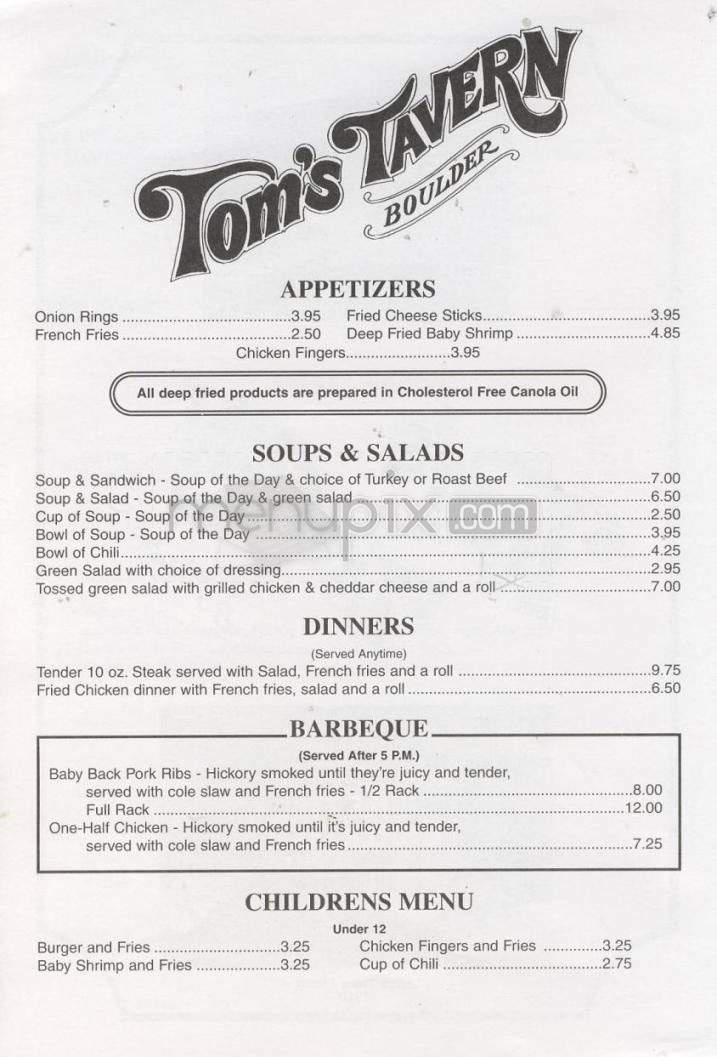 Tom's Tavern
BOULDER
APPETIZERS
Onion Rings ..........................................3.95 Fried Cheese Sticks..........................................3.95
French Fries ..........................................2.50 Deep Fried Baby Shrimp ..................................4.85
Chicken Fingers..........................3.95
All deep fried products are prepared in Cholesterol Free Canola Oil
SOUPS & SALADS
Soup & Sandwich - Soup of the Day & choice of Turkey or Roast Beef ..................................7.00
Soup & Salad - Soup of the Day & green salad..................................6.50
Cup of Soup - Soup of the Day..................................2.50
Bowl of Soup - Soup of the Day ..................................3.95
Bowl of Chili..................................4.25
Green Salad with choice of dressing..................................2.95
Tossed green salad with grilled chicken & cheddar cheese and a roll ..................................7.00
menupix.com
DINNERS
(Served Anytime)
Tender 10 oz. Steak served with Salad, French fries and a roll ..................................9.75
Fried Chicken dinner with French fries, salad and a roll ..................................6.50
BARBEQUE
(Served After 5 P.M.)
Baby Back Pork Ribs - Hickory smoked until they're juicy and tender,
served with cole slaw and French fries - 1/2 Rack ..................................8.00
Full Rack ..................................12.00
One-Half Chicken - Hickory smoked until it's juicy and tender,
served with cole slaw and French fries ..................................7.25
CHILDRENS MENU
Under 12
Burger and Fries ................................3.25 Chicken Fingers and Fries ...............3.25
Baby Shrimp and Fries .....................3.25 Cup of Chili ........................................2.75